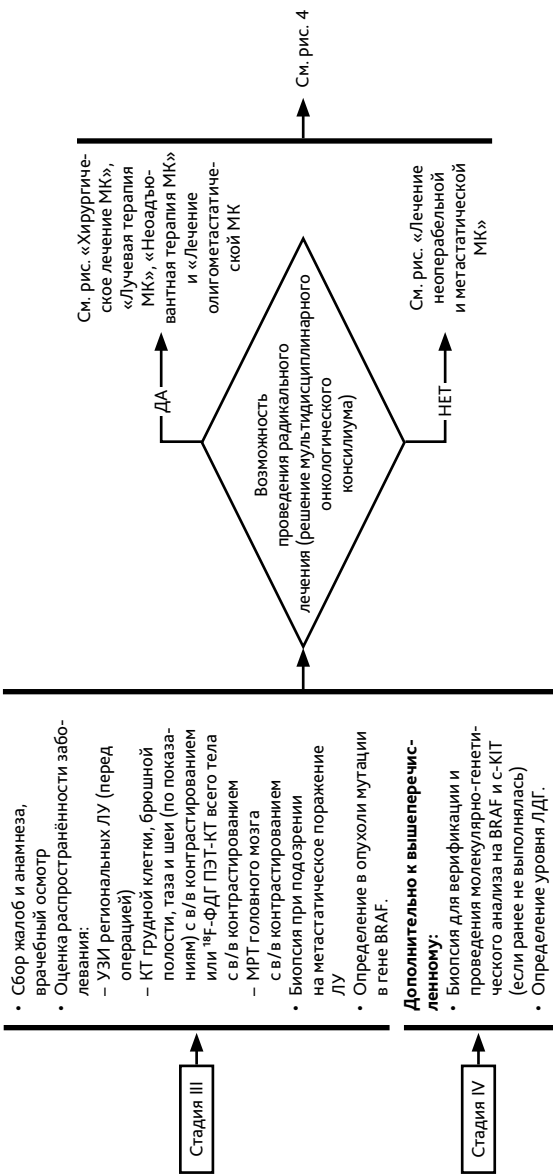 Стадия III
• Сбор жалоб и анамнеза,
врачебный осмотр
• Оценка распространённости забо-
левания:
– УЗИ региональных ЛУ (перед
операцией)
– КТ грудной клетки, брюшной
полости, таза и шеи (по показа-
ниям) с в/в контрастированием
или ¹⁸F-ФДГ ПЭТ-КТ всего тела
с в/в контрастированием
– МРТ головного мозга
с в/в контрастированием
• Биопсия при подозрении
на метастатическое поражение
ЛУ
• Определение в опухоли мутации
в гене BRAF.
Стадия IV
Дополнительно к вышеперечис-
ленному:
• Биопсия для верификации и
проведения молекулярно-генети-
ческого анализа на BRAF и c-KIT
(если ранее не выполнялась)
• Определение уровня ЛДГ.
Возможность
проведения радикального
лечения (решение мультидисциплинарного
онкологического
консилиума)
ДА
См. рис. «Хирургиче-
ское лечение МК»,
«Лучевая терапия
МК», «Неоадъю-
вантная терапия МК»
и «Лечение
олигометастатиче-
ской МК
НЕТ
См. рис. «Лечение
неоперабельной
и метастатической
МК»
См. рис. 4